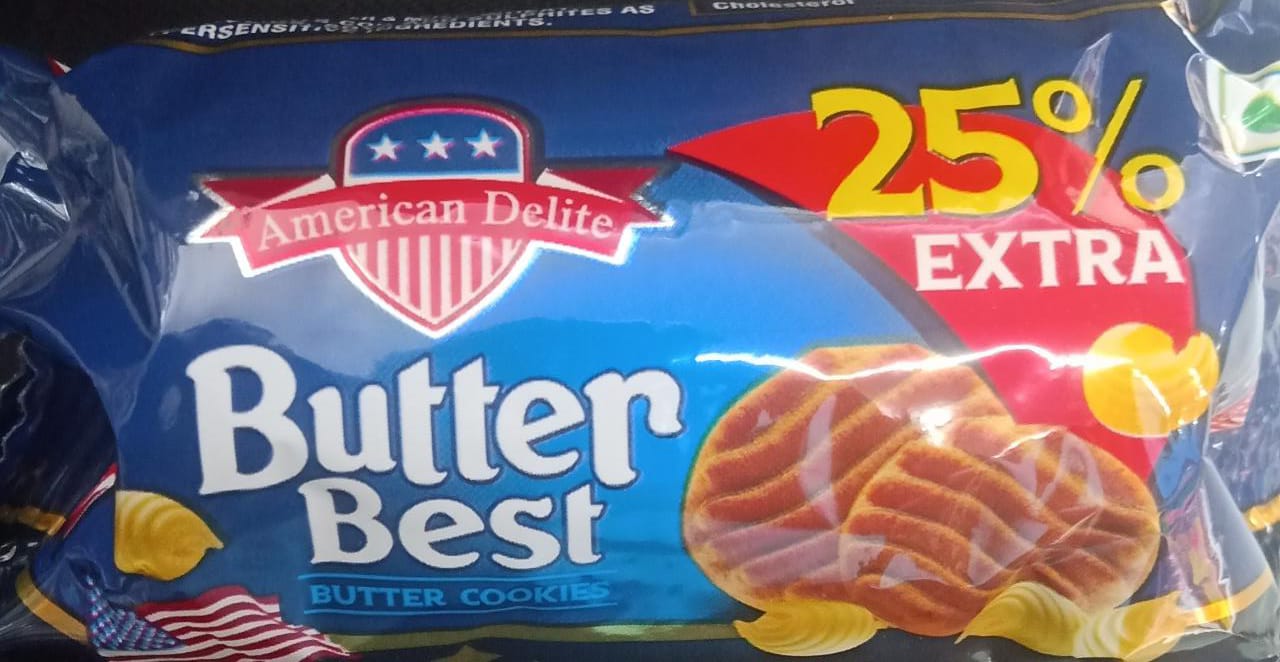 Cholesterol
American Delite
25%
EXTRA
Butter
Best
BUTTER COOKIES